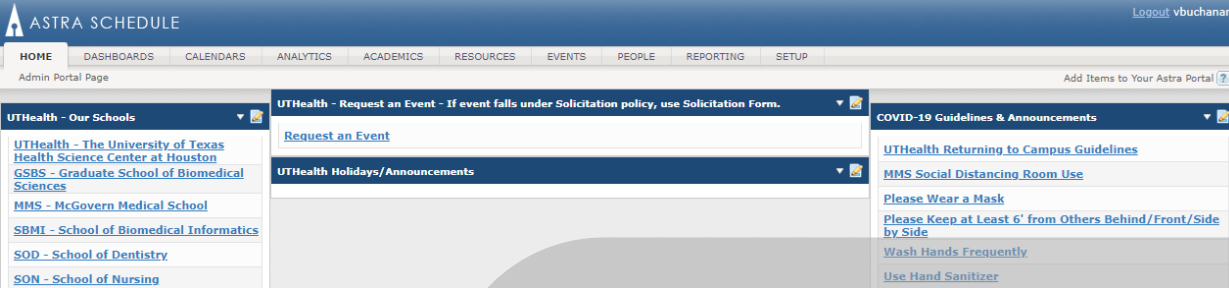 ASTRA SCHEDULE
Logout vbuchanan
HOME DASHBOARDS CALENDARS ANALYTICS ACADEMICS RESOURCES EVENTS PEOPLE REPORTING SETUP
Admin Portal Page
Add Items to Your Astra Portal ?
UTHealth - Our Schools
UTHealth - The University of Texas
Health Science Center at Houston
GSBS - Graduate School of Biomedical
Sciences
MMS - McGovern Medical School
SBMI - School of Biomedical Informatics
SOD - School of Dentistry
SON - School of Nursing
UTHealth - Request an Event - If event falls under Solicitation policy, use Solicitation Form.
Request an Event
UTHealth Holidays/Announcements
COVID-19 Guidelines & Announcements
UTHealth Returning to Campus Guidelines
MMS Social Distancing Room Use
Please Wear a Mask
Please Keep at Least 6' from Others Behind/Front/Side
by Side
Wash Hands Frequently
Use Hand Sanitizer